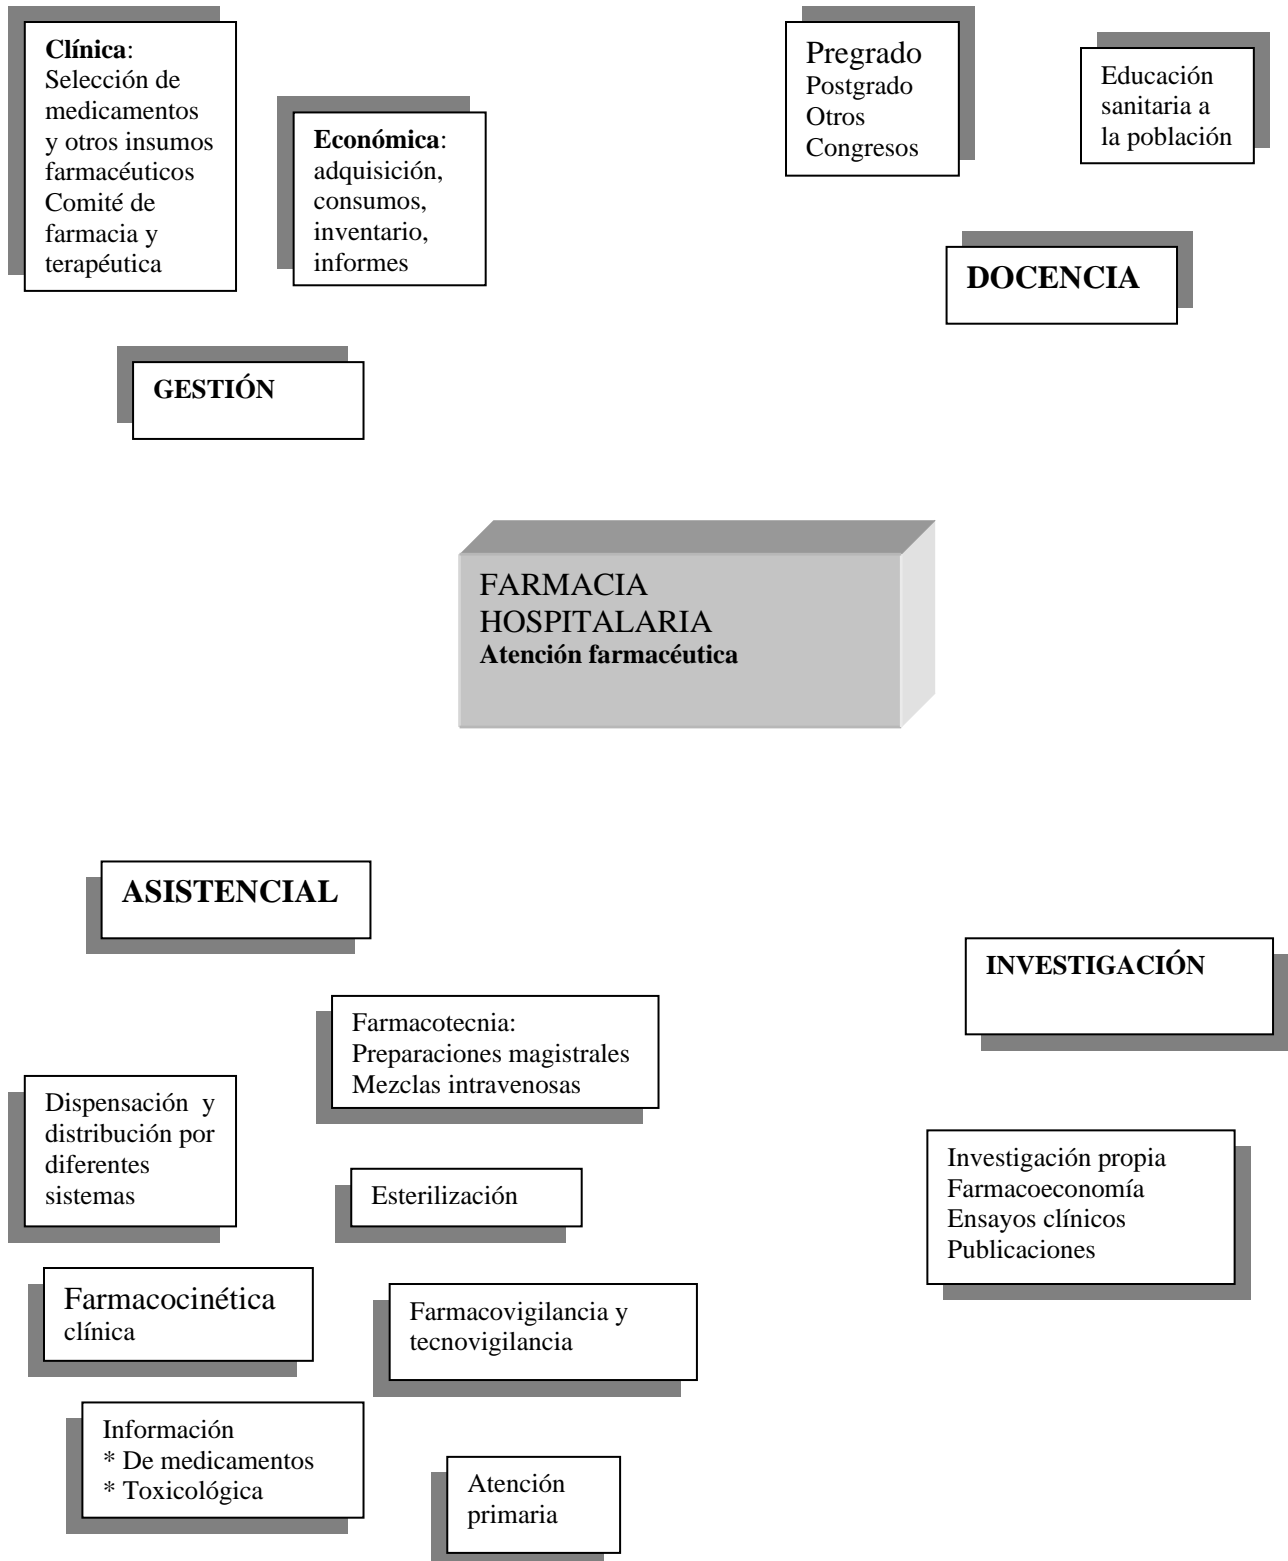 Clínica:
Selección de
medicamentos
y otros insumos
farmacéuticos
Comité de
farmacia y
terapéutica
Económica:
adquisición,
consumos,
inventario,
informes
Pregrado
Postgrado
Otros
Congresos
Educación
sanitaria a
la población
DOCENCIA
GESTIÓN
FARMACIA
HOSPITALARIA
Atención farmacéutica
ASISTENCIAL
INVESTIGACIÓN
Farmacotecnia:
Preparaciones magistrales
Mezclas intravenosas
Dispensación y
distribución por
diferentes
sistemas
Esterilización
Investigación propia
Farmacoeconomía
Ensayos clínicos
Publicaciones
Farmacocinética
clínica
Farmacovigilancia y
tecnovigilancia
Información
* De medicamentos
* Toxicológica
Atención
primaria